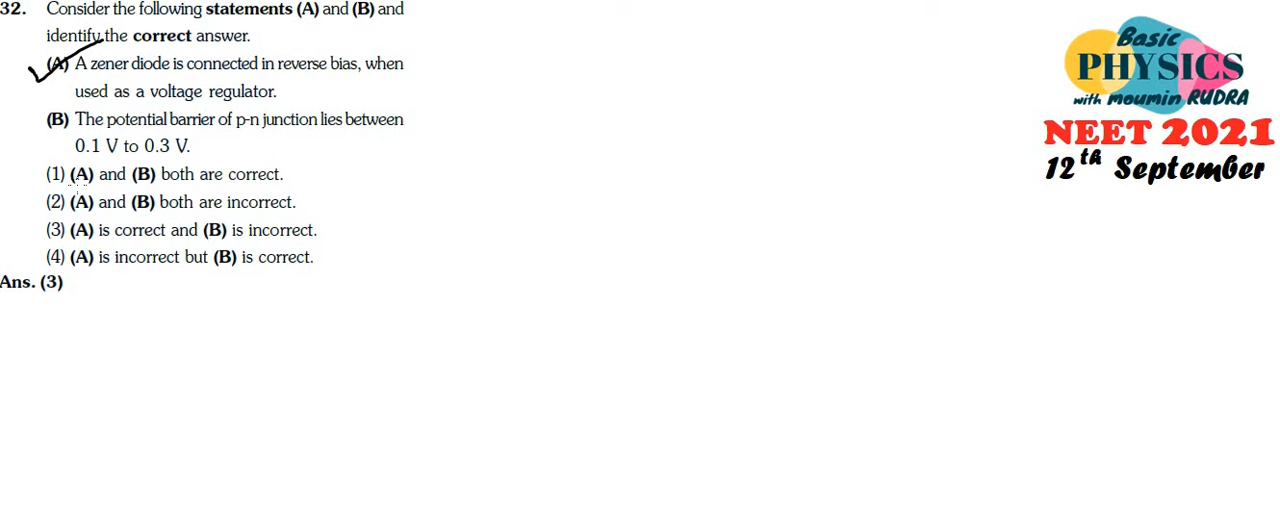 32. Consider the following statements (A) and (B) and
identify the correct answer.
(A) A zener diode is connected in reverse bias, when
used as a voltage regulator.
(B) The potential barrier of p-n junction lies between
0.1 V to 0.3 V.
(1) (A) and (B) both are correct.
(2) (A) and (B) both are incorrect.
(3) (A) is correct and (B) is incorrect.
(4) (A) is incorrect but (B) is correct.
Ans. (3)
Basic
PHYSICS
with moumin RUDRA
NEET 2021
12th September